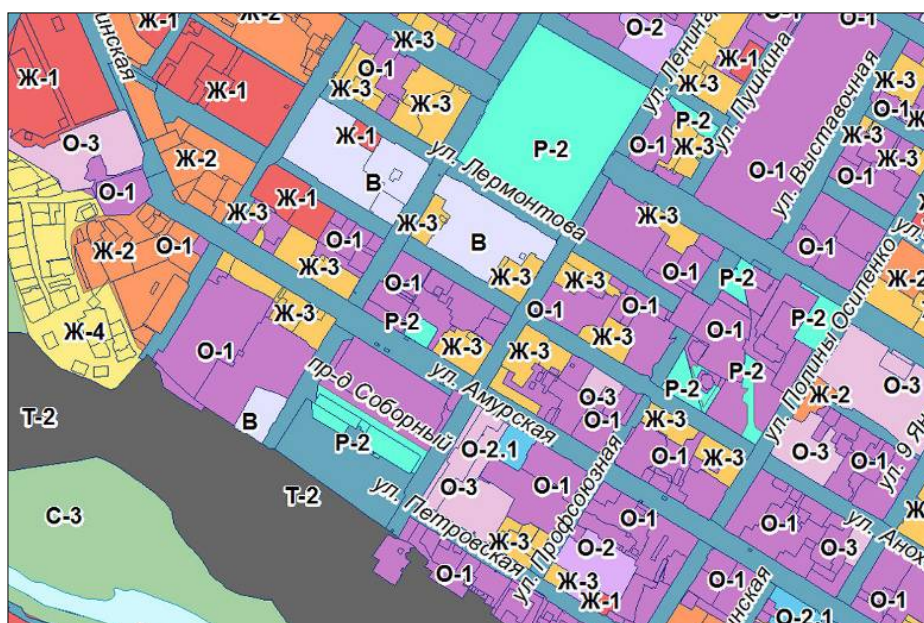 Ж-1
Ж-2
Ж-3
О-2
ул. Ленина
О-1
О-1
Ж-1
инская
Ж-1
О-1
Ж-3
Ж-3
Ж-3
Ж-1
ул. Пушкина
ул. Выставочная
Ж-3
О-1
О-3
Ж-2
Ж-1
ул. Лермонтова
Р-2
О-1
Р-2
Ж-3
Ж-3
Ж-3
О-1
О-1
О-1
В
Ж-1
Ж-3
О-1
Ж-3
Ж-3
В
Ж-3
О-1
Ж-2
О-1
Ж-3
Ж-3
О-1
Р-2
ул. Полины Осипенко
Ж-4
Ж-3
О-1
О-1
О-1
Р-2
Ж-3
Ж-3
Ж-3
О-1
Р-2
О-1
пр-д Соборный
ул. Амурская
О-3
О-1
Р-2
Р-2
Ж-2
О-3
Т-2
В
Р-2
О-2.1
Ж-3
О-1
Ж-3
О-3
О-1
ул. 9 Ян
Т-2
ул. Петровская
О-3
О-1
ул. Профсоюзная
С-3
Ж-3
О-1
О-2
О-1
О-3
ул. Анох
О-1
Ж-3
Ж-1
О-1
инская
О-2.1
О-1